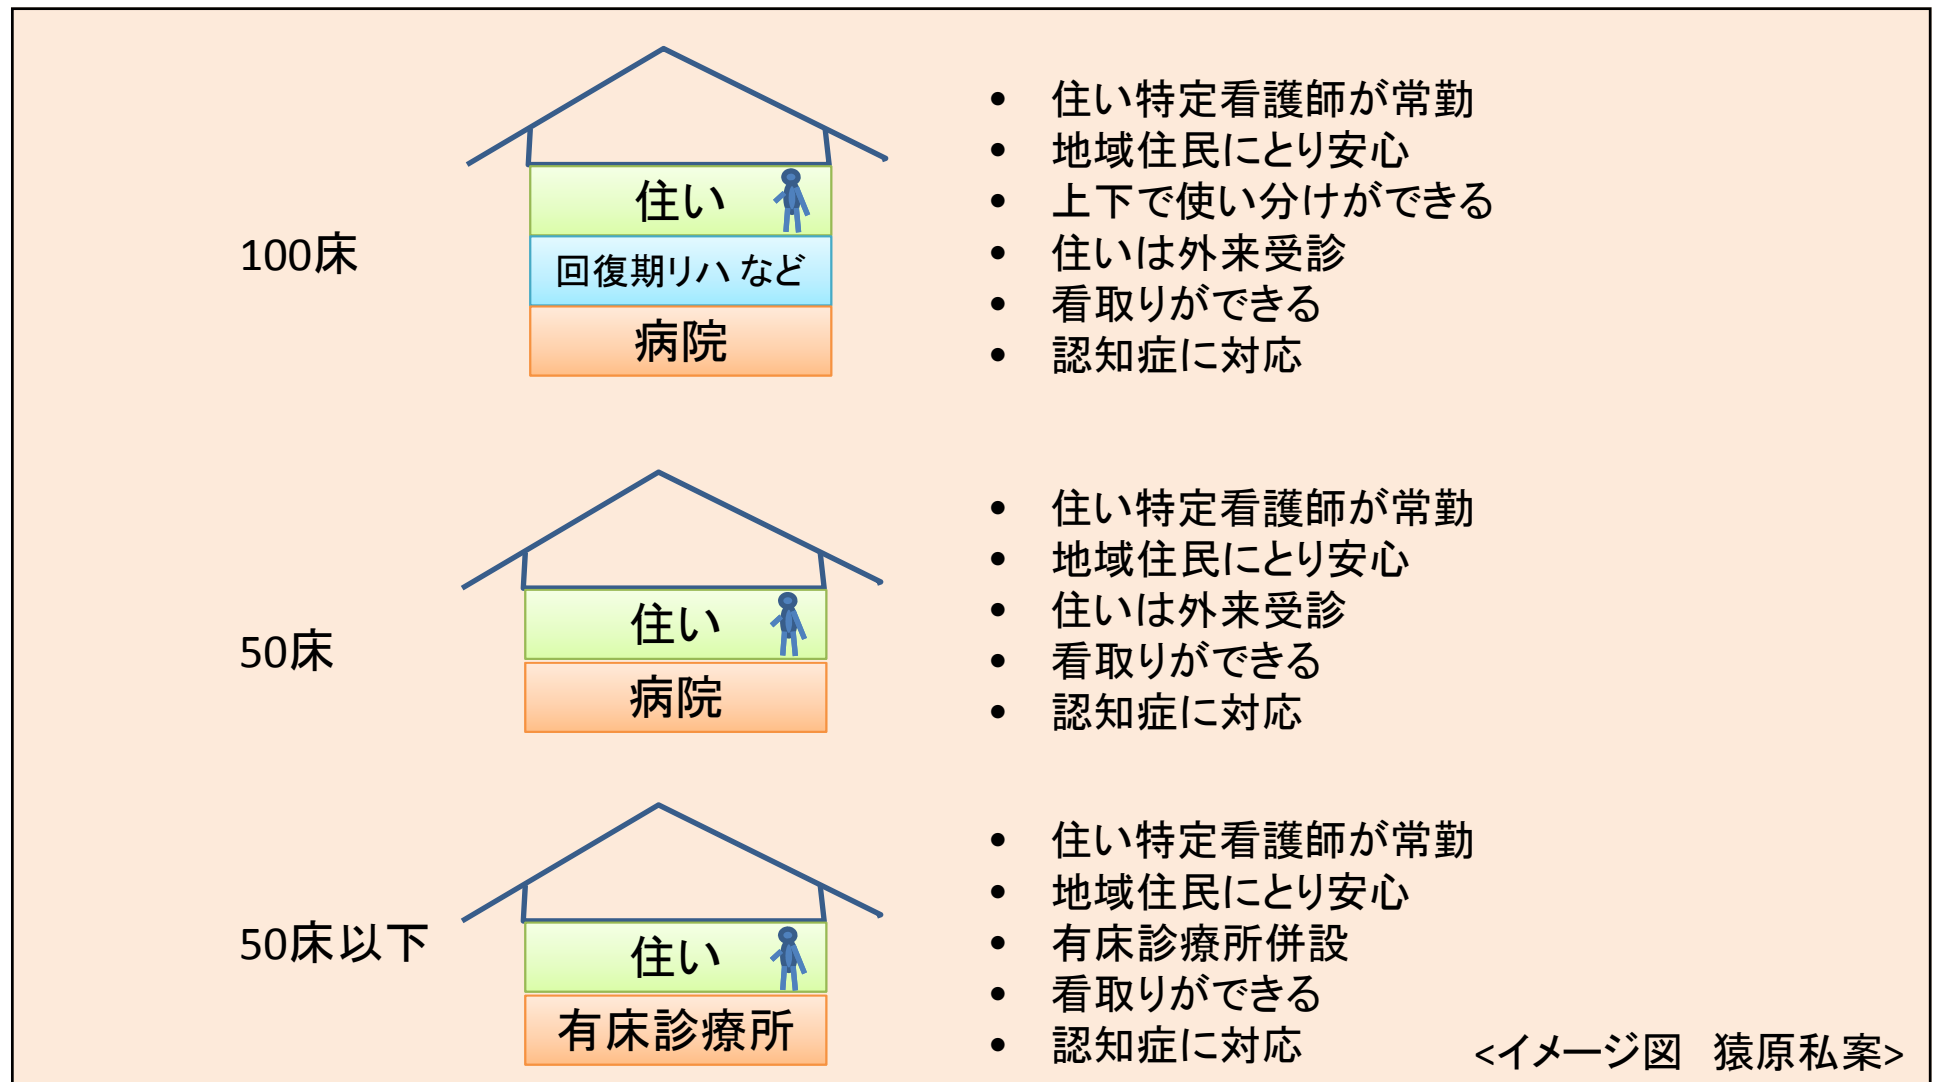 100床
住い
回復期リハ など
病院
• 住い特定看護師が常勤
• 地域住民にとり安心
• 上下で使い分けができる
• 住いは外来受診
• 看取りができる
• 認知症に対応
50床
住い
病院
• 住い特定看護師が常勤
• 地域住民にとり安心
• 住いは外来受診
• 看取りができる
• 認知症に対応
50床以下
住い
有床診療所
• 住い特定看護師が常勤
• 地域住民にとり安心
• 有床診療所併設
• 看取りができる
• 認知症に対応
<イメージ図　猿原私案>